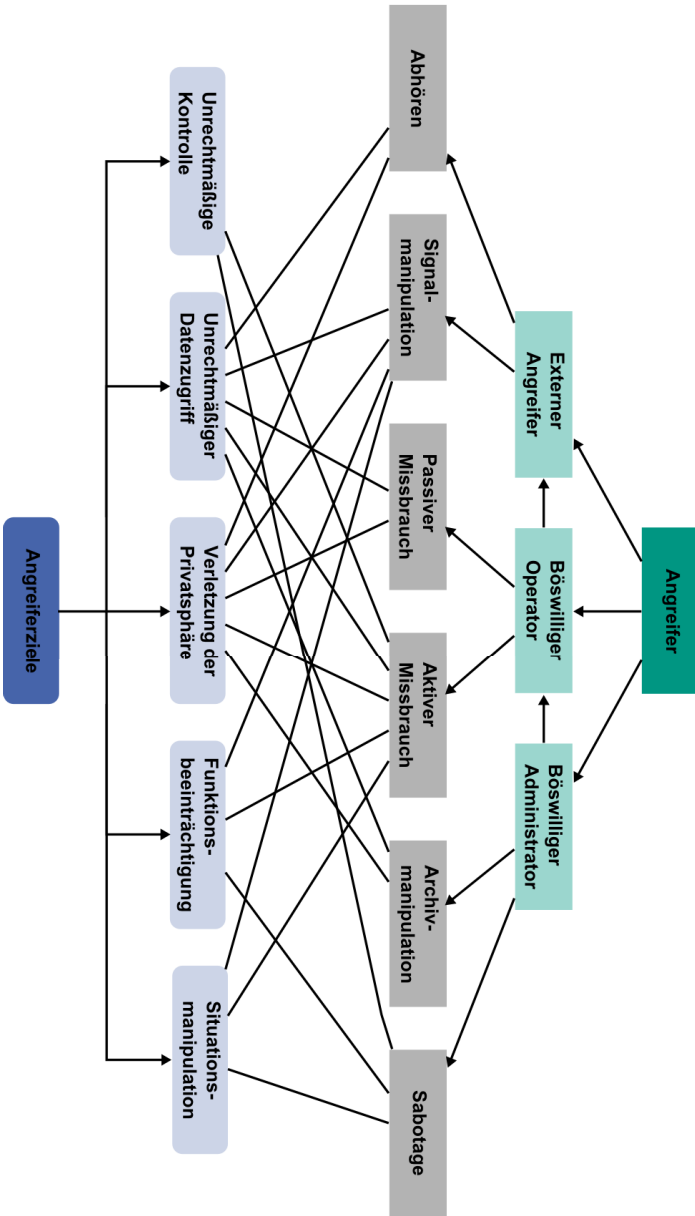 Angreifer
Externer
Angreifer
Böswilliger
Operator
Böswilliger
Administrator
Abhören
Signal-
manipulation
Passiver
Missbrauch
Aktiver
Missbrauch
Archiv-
manipulation
Sabotage
Unrechtmäßige
Kontrolle
Unrechtmäßiger
Datenzugriff
Verletzung der
Privatsphäre
Funktions-
beeinträchtigung
Situations-
manipulation
Angreiferziele